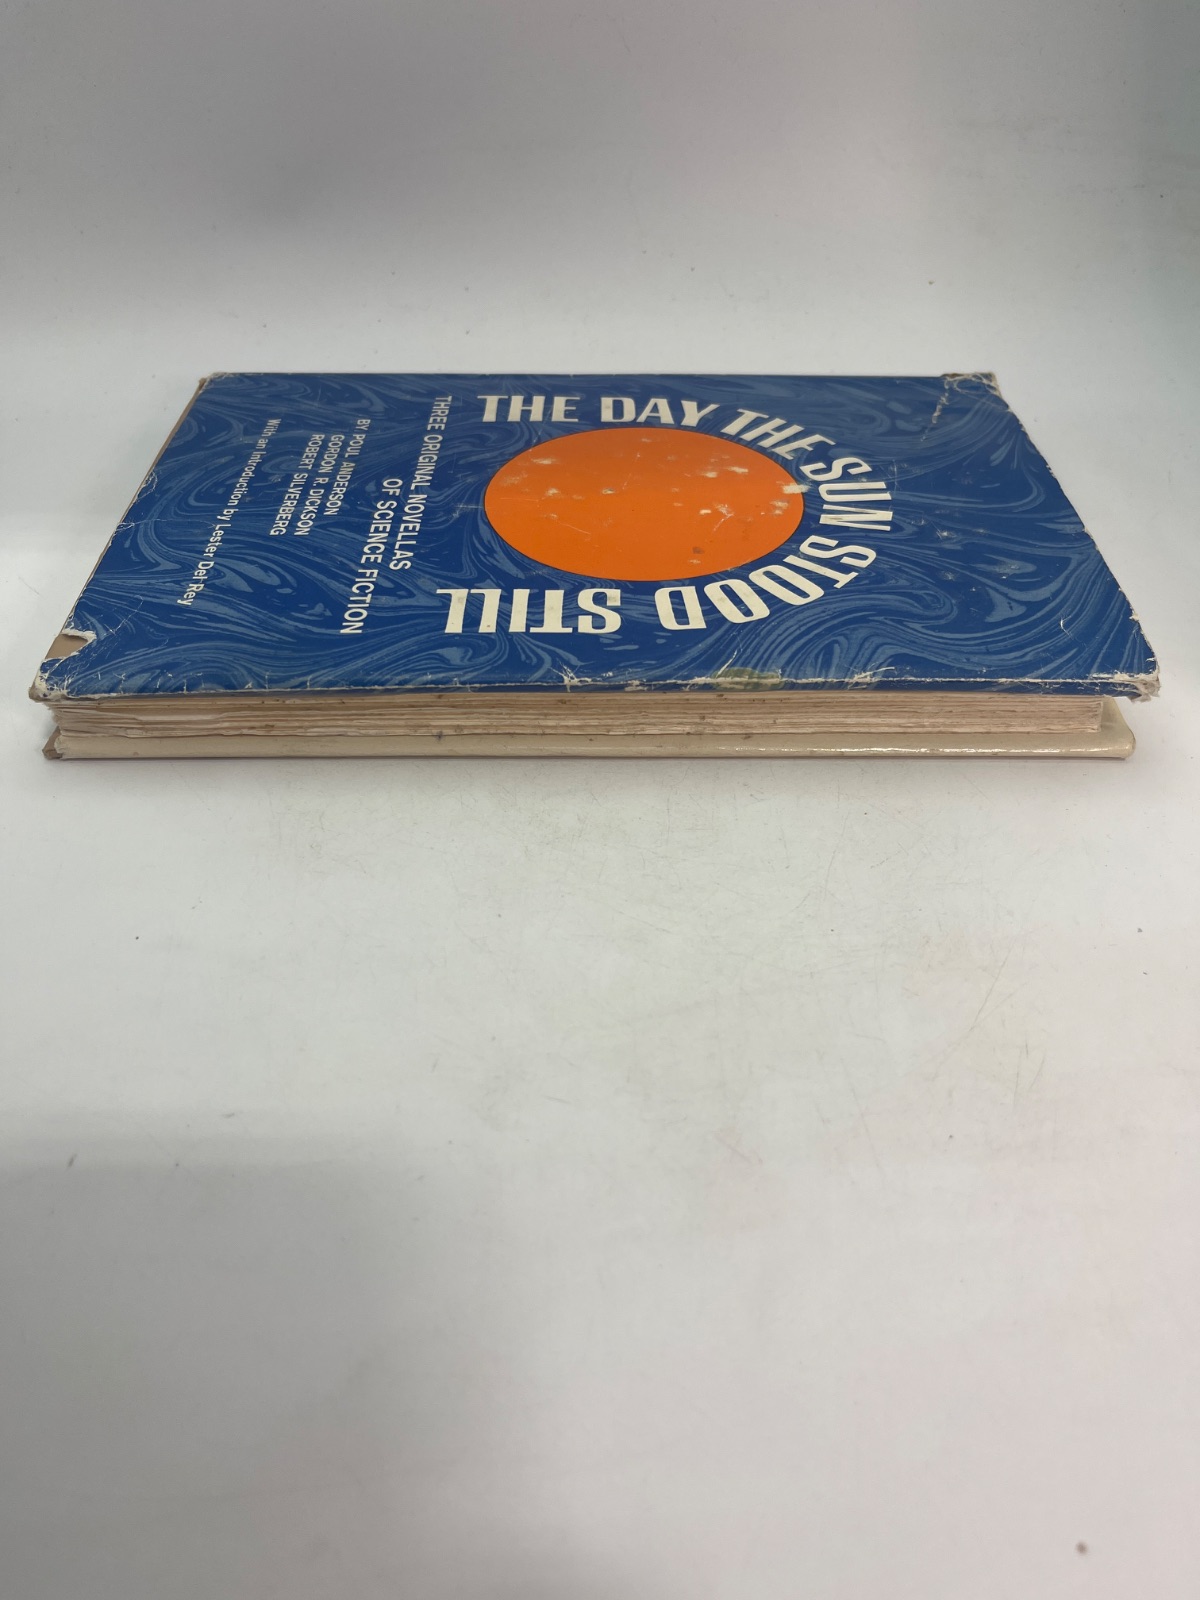 THE DAY THE SUN STOOD STILL
THREE ORIGINAL NOVELLAS
OF SCIENCE FICTION
BY POUL ANDERSON
GORDON R. DICKSON
ROBERT SILVERBERG
With an Introduction by Lester Del Rey